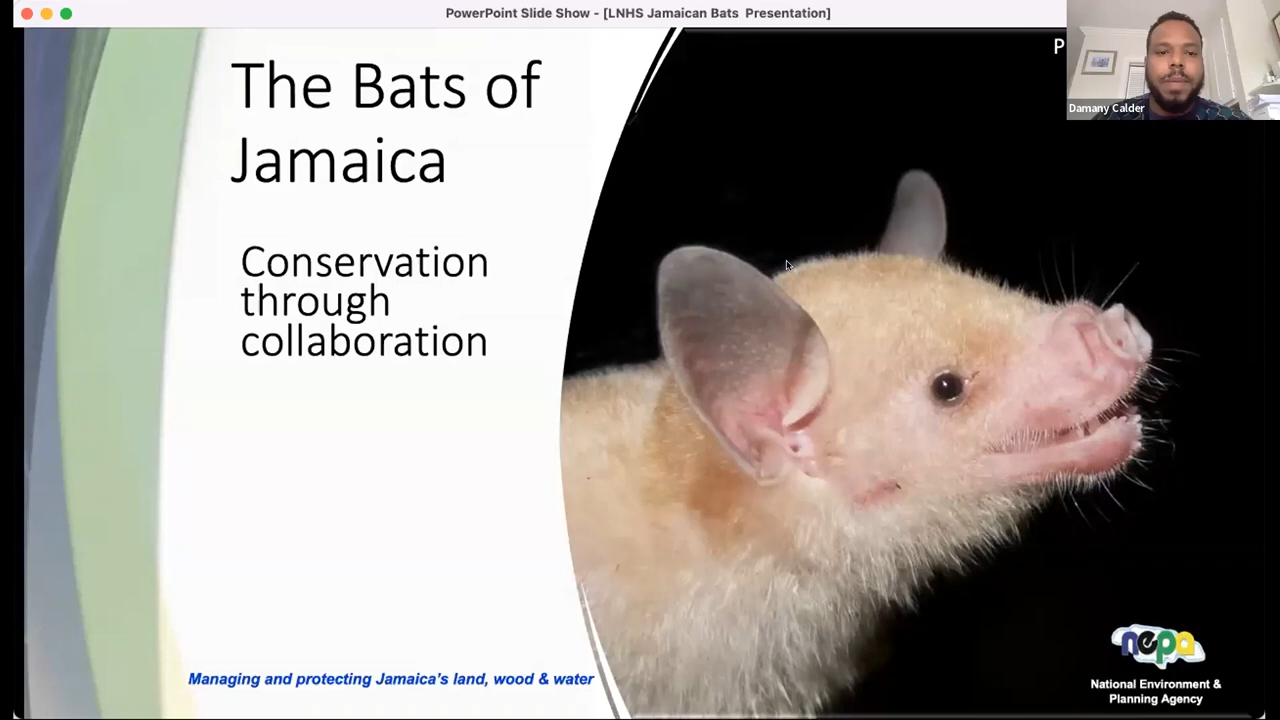 PowerPoint Slide Show - [LNHS Jamaican Bats Presentation]
P
Damany Calder
The Bats of
Jamaica
Conservation
through
collaboration
Managing and protecting Jamaica's land, wood & water
nepa
National Environment &
Planning Agency